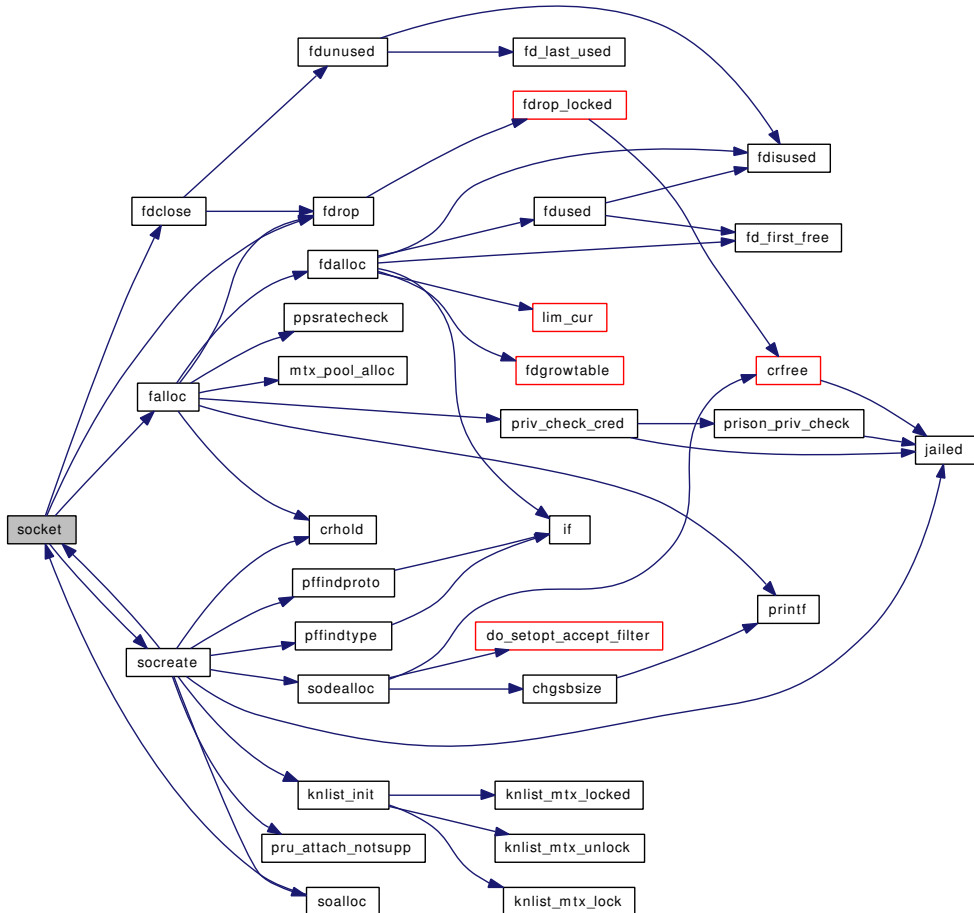 fdunused
fd_last_used
fdrop_locked
fdisused
fdclose
fdrop
fdused
fd_first_free
fdalloc
ppsratecheck
lim_cur
mtx_pool_alloc
fdgrowtable
crfree
falloc
priv_check_cred
prison_priv_check
jailed
socket
crhold
if
pffindproto
printf
pffindtype
do_setopt_accept_filter
socreate
sodealloc
chgsbsize
knlist_init
knlist_mtx_locked
pru_attach_notsupp
knlist_mtx_unlock
soalloc
knlist_mtx_lock